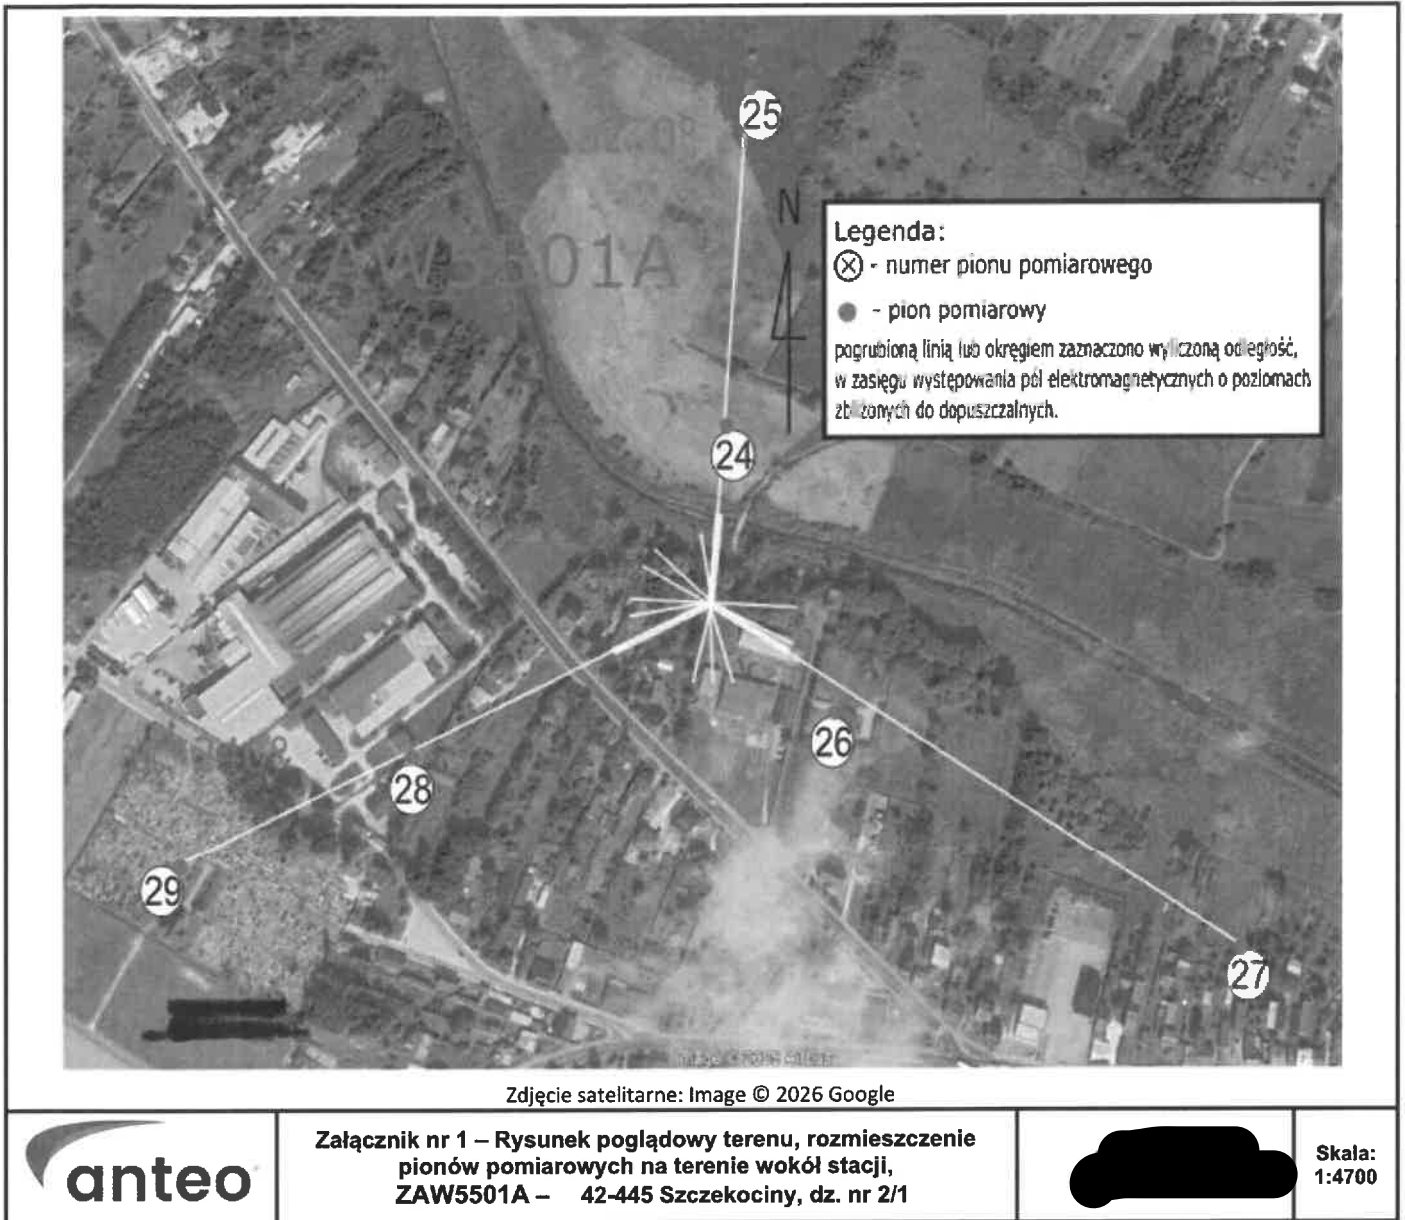 25
N
01A
Legenda:
- numer pionu pomiarowego
- pion pomiarowy
pogrubioną linią lub okręgiem zaznaczono wyliczoną odległość,
w zasięgu występowania pól elektromagnetycznych o poziomach
zbliżonych do dopuszczalnych.
24
26
28
29
27
Zdjęcie satelitarne: Image © 2026 Google
anteo
Załącznik nr 1 – Rysunek poglądowy terenu, rozmieszczenie
pionów pomiarowych na terenie wokół stacji,
ZAW5501A – 42-445 Szczekociny, dz. nr 2/1
Skala:
1:4700